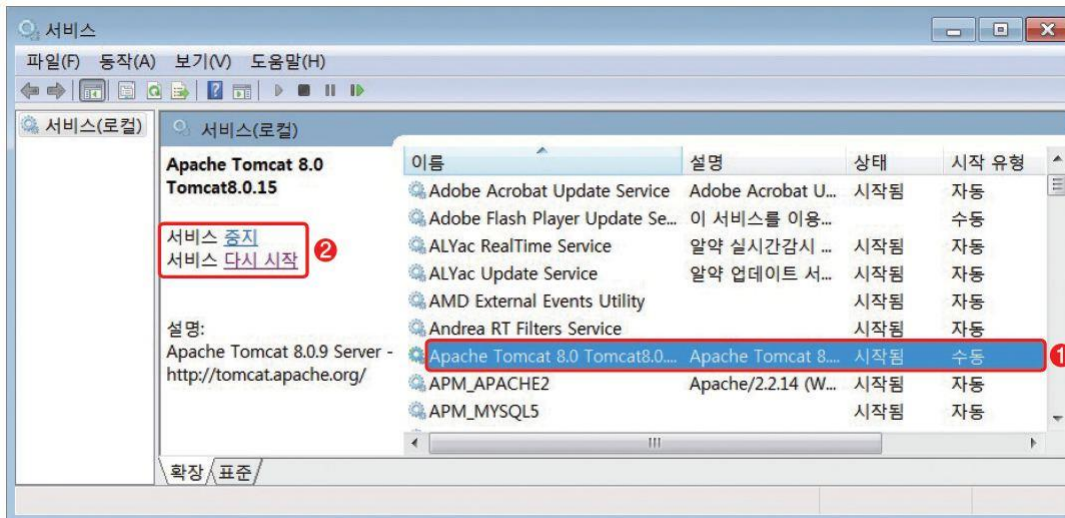 서비스
파일(F) 동작(A) 보기(V) 도움말(H)
서비스(로컬)
서비스(로컬)
Apache Tomcat 8.0
Tomcat8.0.15
서비스 중지
서비스 다시 시작
❷
설명:
Apache Tomcat 8.0.9 Server -
http://tomcat.apache.org/
이름 설명 상태 시작 유형
Adobe Acrobat Update Service Adobe Acrobat U... 시작됨 자동
Adobe Flash Player Update Se... 이 서비스를 이용... 수동
ALYac RealTime Service 알약 실시간감시 ... 시작됨 자동
ALYac Update Service 알약 업데이트 서... 시작됨 자동
AMD External Events Utility 시작됨 자동
Andrea RT Filters Service 시작됨 자동
Apache Tomcat 8.0 Tomcat8.0.... Apache Tomcat 8.... 시작됨 수동 ❶
APM_APACHE2 Apache/2.2.14 (W... 시작됨 자동
APM_MYSQL5 시작됨 자동
확장 표준